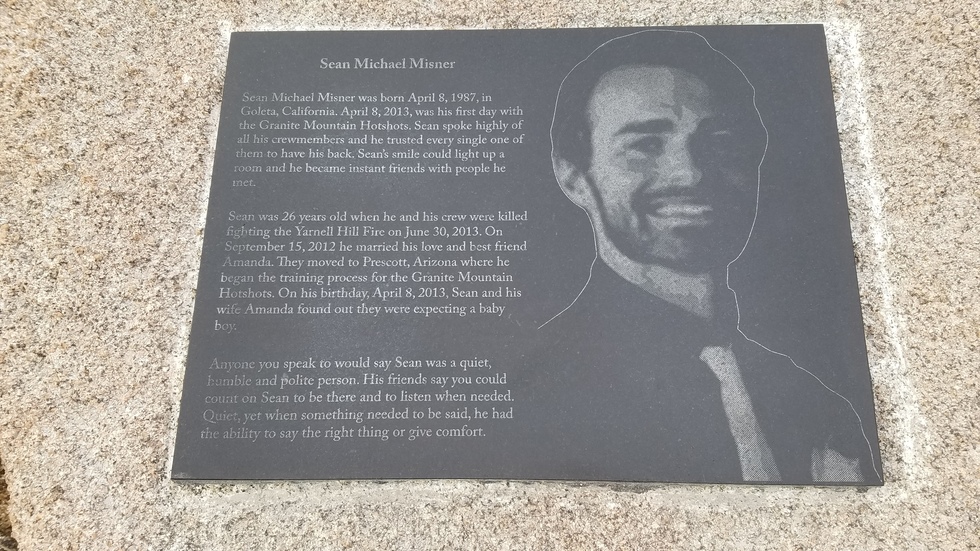 Sean Michael Misner
Sean Michael Misner was born April 8, 1987, in
Goleta, California. April 8, 2013, was his first day with
the Granite Mountain Hotshots. Sean spoke highly of
all his crewmembers and he trusted every single one of
them to have his back. Sean's smile could light up a
room and he became instant friends with people he
met.
Sean was 26 years old when he and his crew were killed
fighting the Yarnell Hill Fire on June 30, 2013. On
September 15, 2012 he married his love and best friend
Amanda. They moved to Prescott, Arizona where he
began the training process for the Granite Mountain
Hotshots. On his birthday, April 8, 2013, Sean and his
wife Amanda found out they were expecting a baby
boy.
Anyone you speak to would say Sean was a quiet,
humble and polite person. His friends say you could
count on Sean to be there and to listen when needed.
Quiet, yet when something needed to be said, he had
the ability to say the right thing or give comfort.